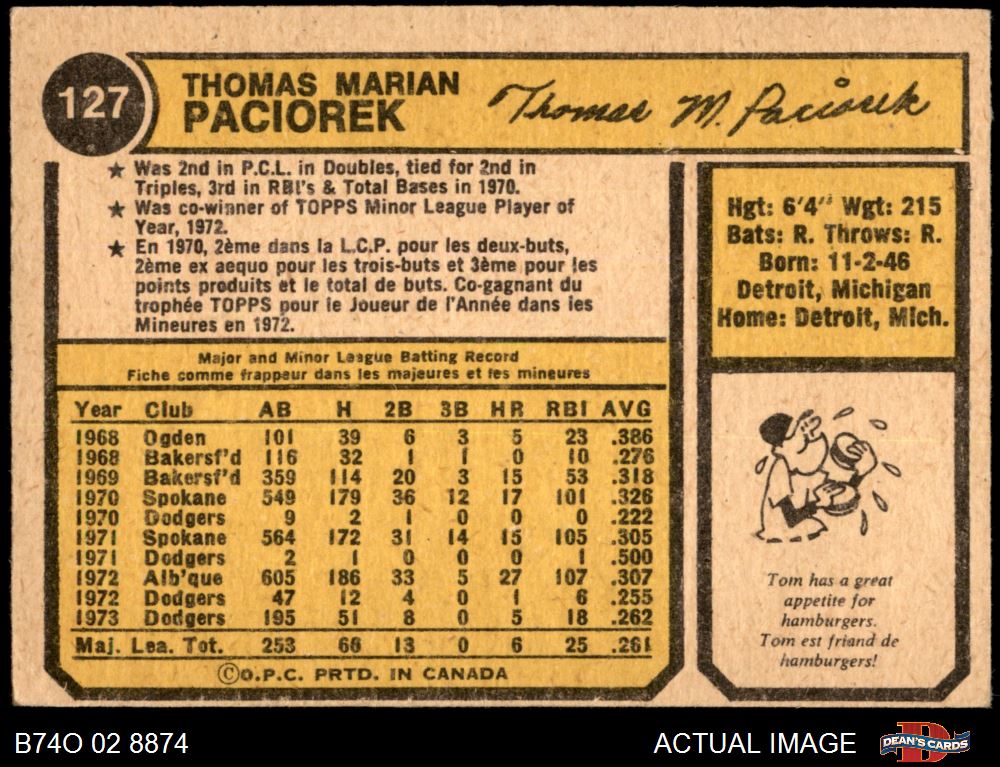 127
THOMAS MARIAN
PACIOREK
Thomas M. Paciorek
★ Was 2nd in P.C.L. in Doubles, tied for 2nd in
Triples, 3rd in RBI's & Total Bases in 1970.
★ Was co-winner of TOPPS Minor League Player of
Year, 1972.
★ En 1970, 2ème dans la L.C.P. pour les deux-buts,
2ème ex aequo pour les trois-buts et 3ème pour les
points produits et le total de buts. Co-gagnant du
trophée TOPPS pour le Joueur de l'Année dans les
Mineures en 1972.
Hgt: 6'4" Wgt: 215
Bats: R. Throws: R.
Born: 11-2-46
Detroit, Michigan
Home: Detroit, Mich.
Major and Minor League Batting Record
Fiche comme frappeur dans les majeures et les mineures
Year Club AB H 2B 3B HR RBI AVG
1968 Ogden 101 39 6 3 5 23 .386
1968 Bakersf'd 116 32 1 1 0 10 .276
1969 Bakersf'd 359 114 20 3 15 53 .318
1970 Spokane 549 179 36 12 17 101 .326
1970 Dodgers 9 2 1 0 0 0 .222
1971 Spokane 564 172 31 14 15 105 .305
1971 Dodgers 2 1 0 0 0 1 .500
1972 Alb'que 605 186 33 5 27 107 .307
1972 Dodgers 47 12 4 0 1 6 .255
1973 Dodgers 195 51 8 0 5 18 .262
Maj. Lea. Tot. 253 66 13 0 6 25 .261
©O.P.C. PRTD. IN CANADA
Tom has a great
appetite for
hamburgers.
Tom est friand de
hamburgers!
B74O 02 8874
ACTUAL IMAGE
DEAN'S CARDS